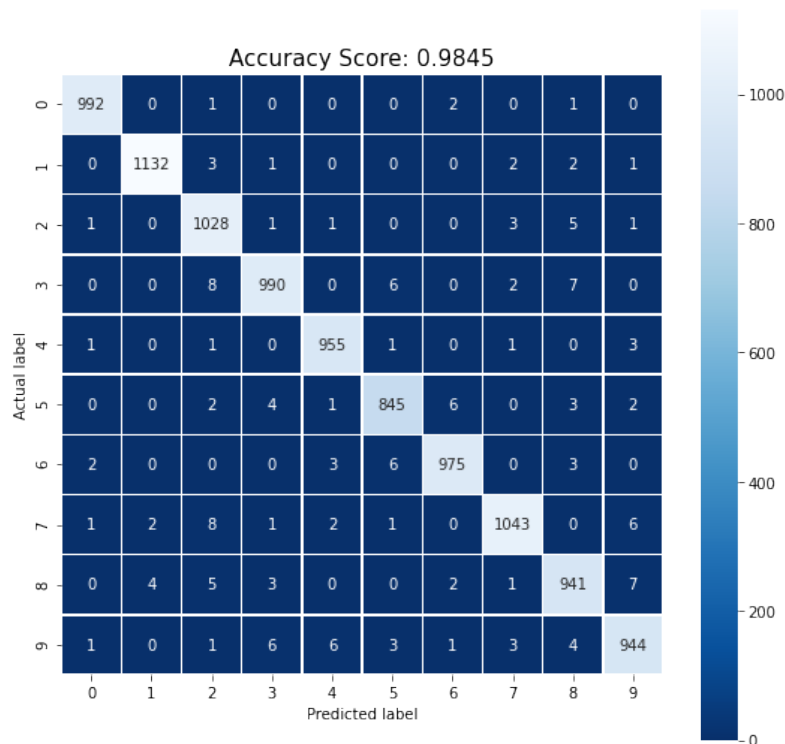 Accuracy Score: 0.9845
0 992 0 1 0 0 0 2 0 1 0
1 0 1132 3 1 0 0 0 2 2 1
2 1 0 1028 1 1 0 0 3 5 1
3 0 0 8 990 0 6 0 2 7 0
4 1 0 1 0 955 1 0 1 0 3
5 0 0 2 4 1 845 6 0 3 2
6 2 0 0 0 3 6 975 0 3 0
7 1 2 8 1 2 1 0 1043 0 6
8 0 4 5 3 0 0 2 1 941 7
9 1 0 1 6 6 3 1 3 4 944
0 1 2 3 4 5 6 7 8 9
Predicted label
Actual label
1000
800
600
400
200
0